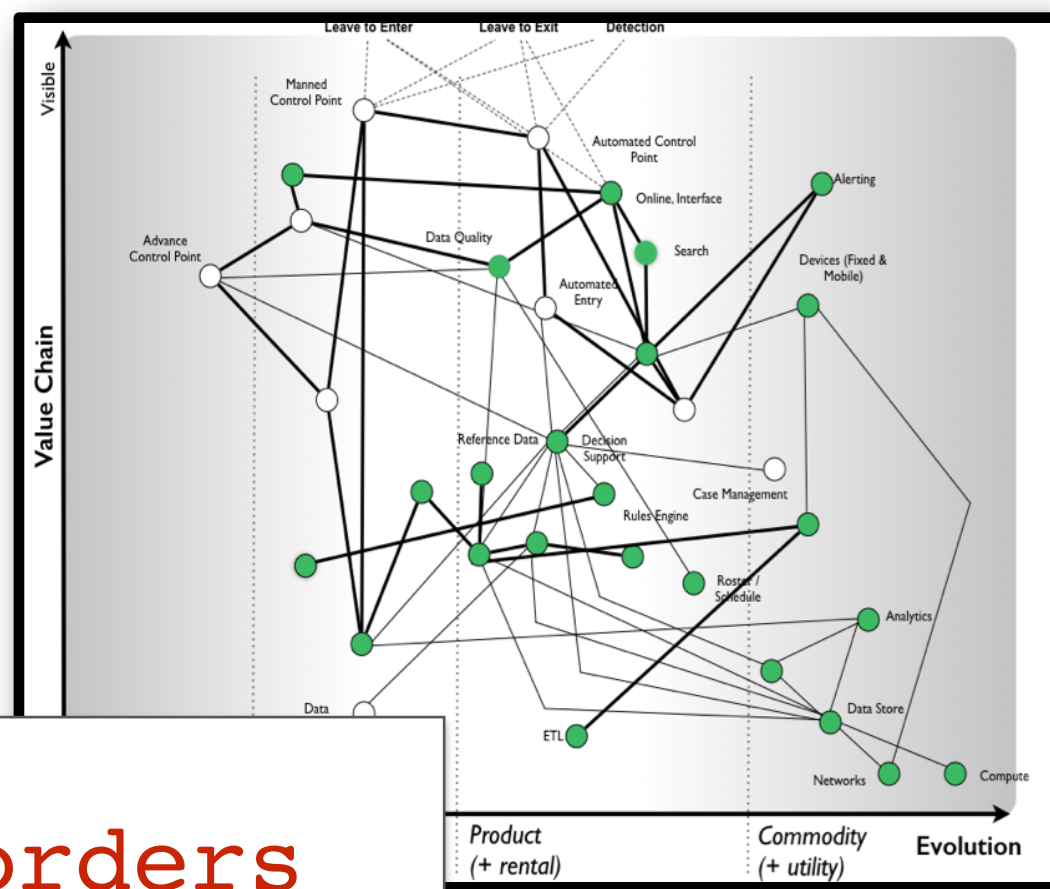 Leave to Enter
Leave to Exit
Detection
Visible
Manned
Control Point
Automated Control
Point
Alerting
Online, Interface
Data Quality
Advance
Control Point
Search
Devices (Fixed &
Mobile)
Automated
Entry
Value Chain
Reference Data
Decision
Support
Case Management
Rules Engine
Roster /
Schedule
Analytics
Data
Data Store
ETL
Networks
Compute
orders
Product
(+ rental)
Commodity
(+ utility)
Evolution